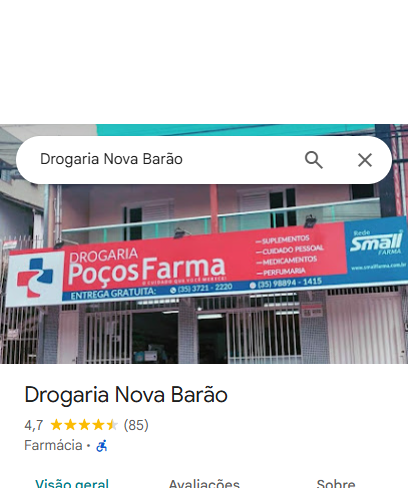 Drogaria Nova Barão
DROGARIA
PoçosFarma
O CUIDADO QUE VOCÊ MERECE!
ENTREGA GRATUITA:
(35) 3721 - 2220
(35) 98894 - 1415
—SUPLEMENTOS
—CUIDADO PESSOAL
—MEDICAMENTOS
—PERFUMARIA
Rede
Small
FARMA
www.smallfarma.com.br
Drogaria Nova Barão
4,7 (85)
Farmácia ·
Visão geral Avaliações Sobre